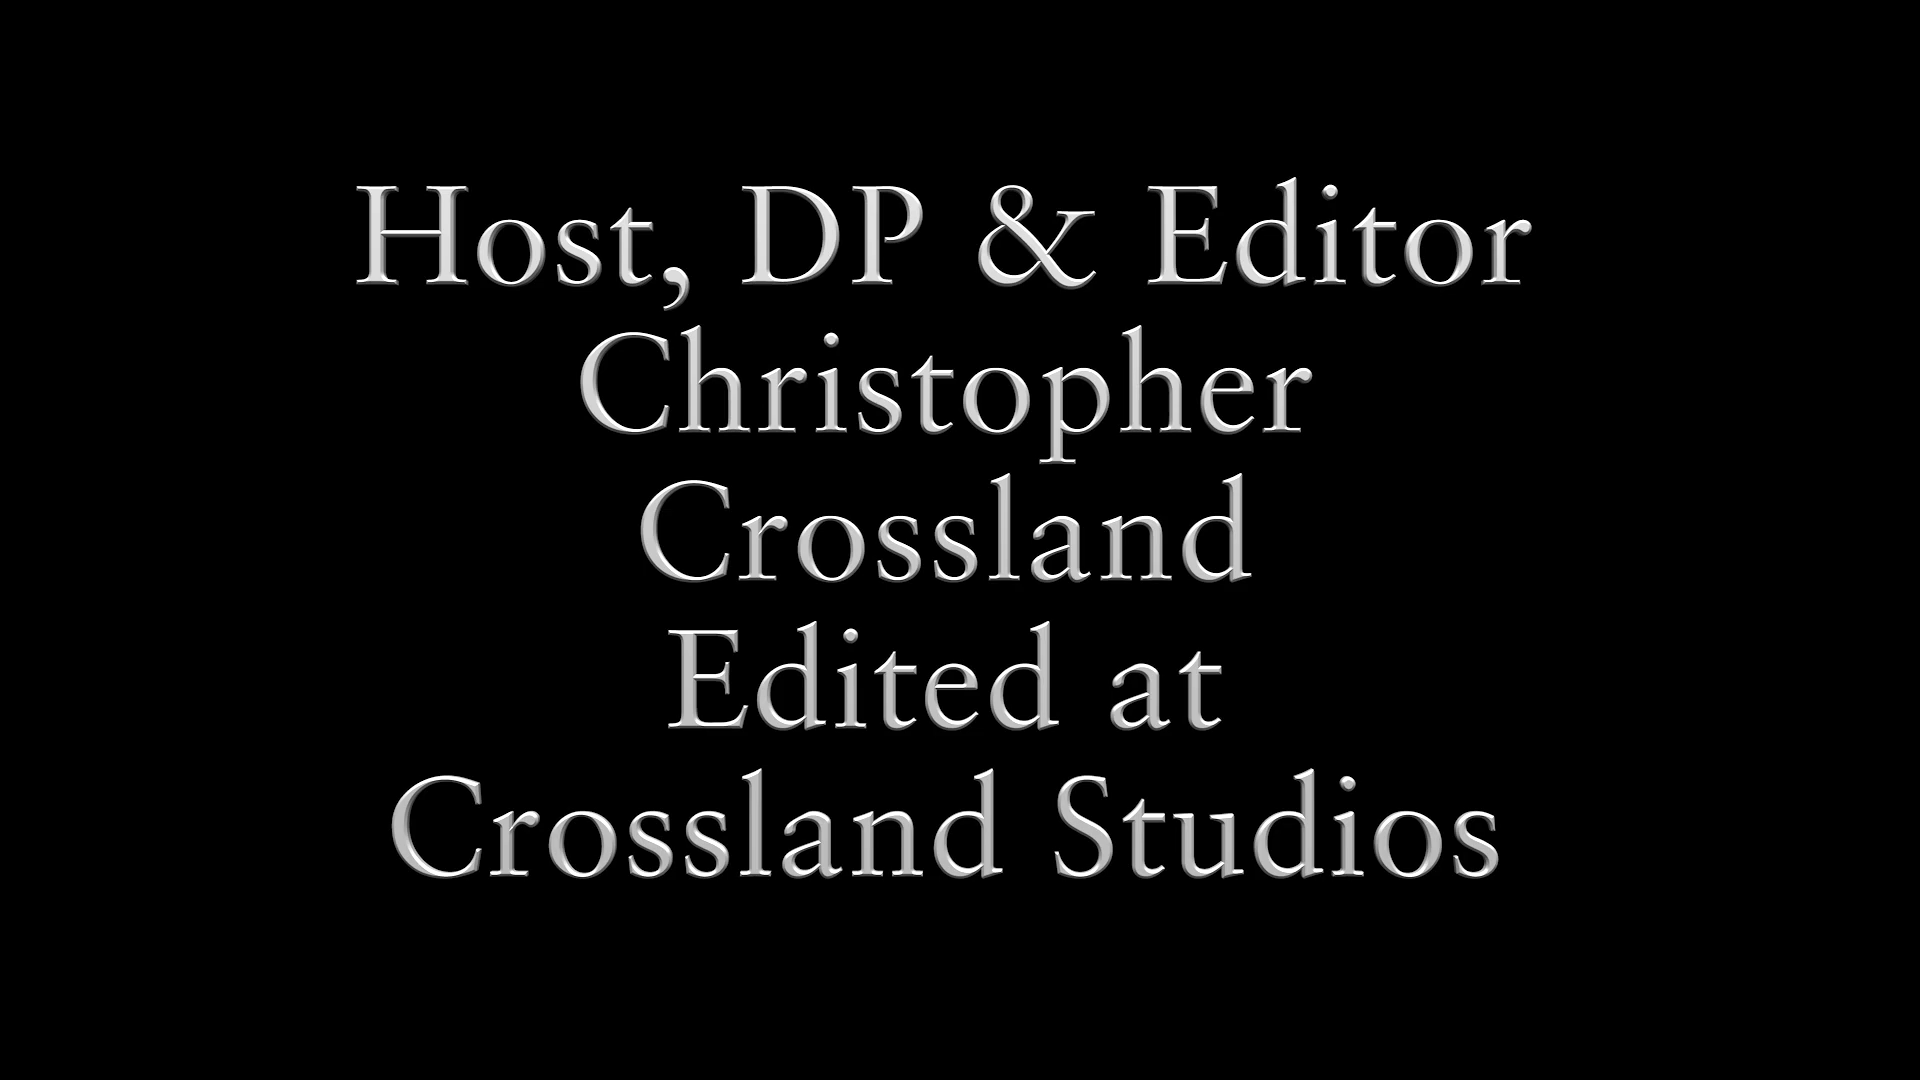 Host, DP & Editor
Christopher
Crossland
Edited at
Crossland Studios